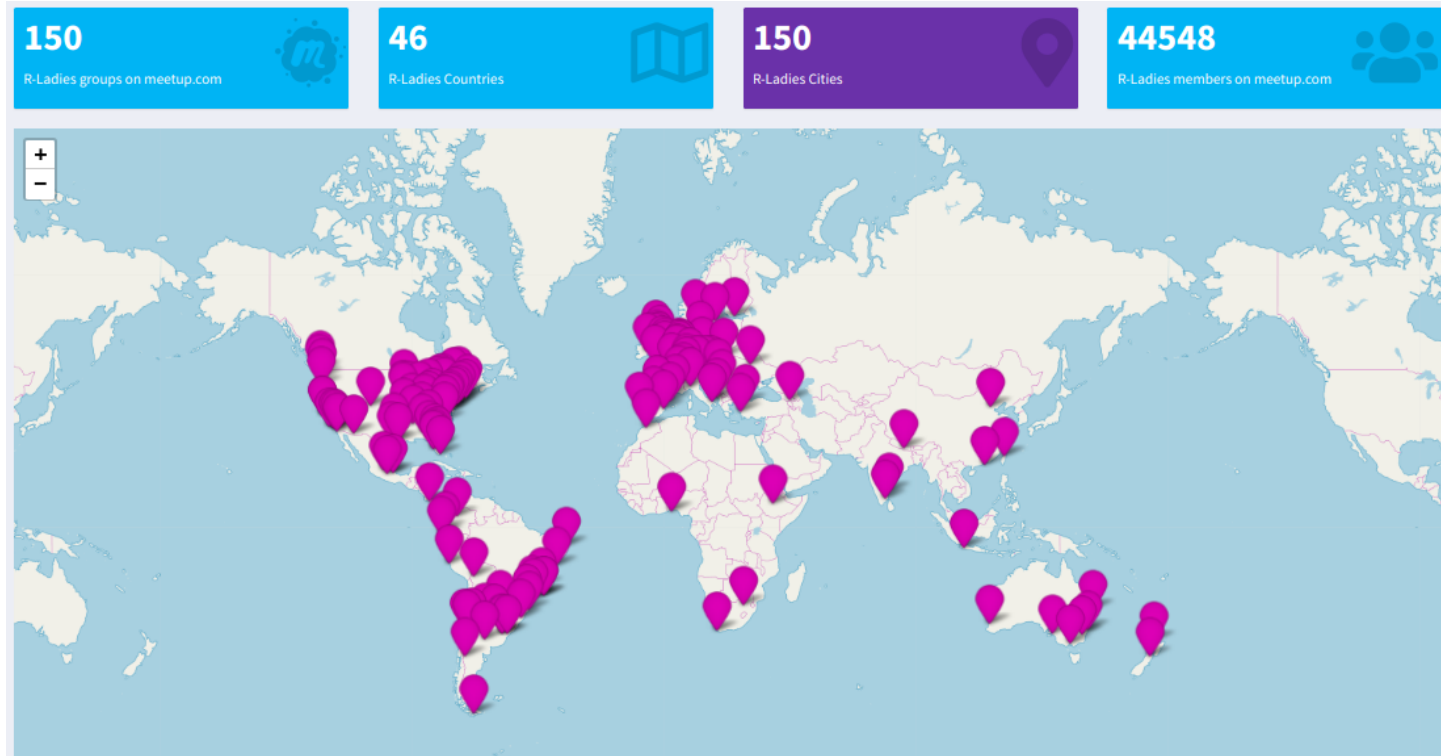 150
R-Ladies groups on meetup.com
46
R-Ladies Countries
150
R-Ladies Cities
44548
R-Ladies members on meetup.com
+
−